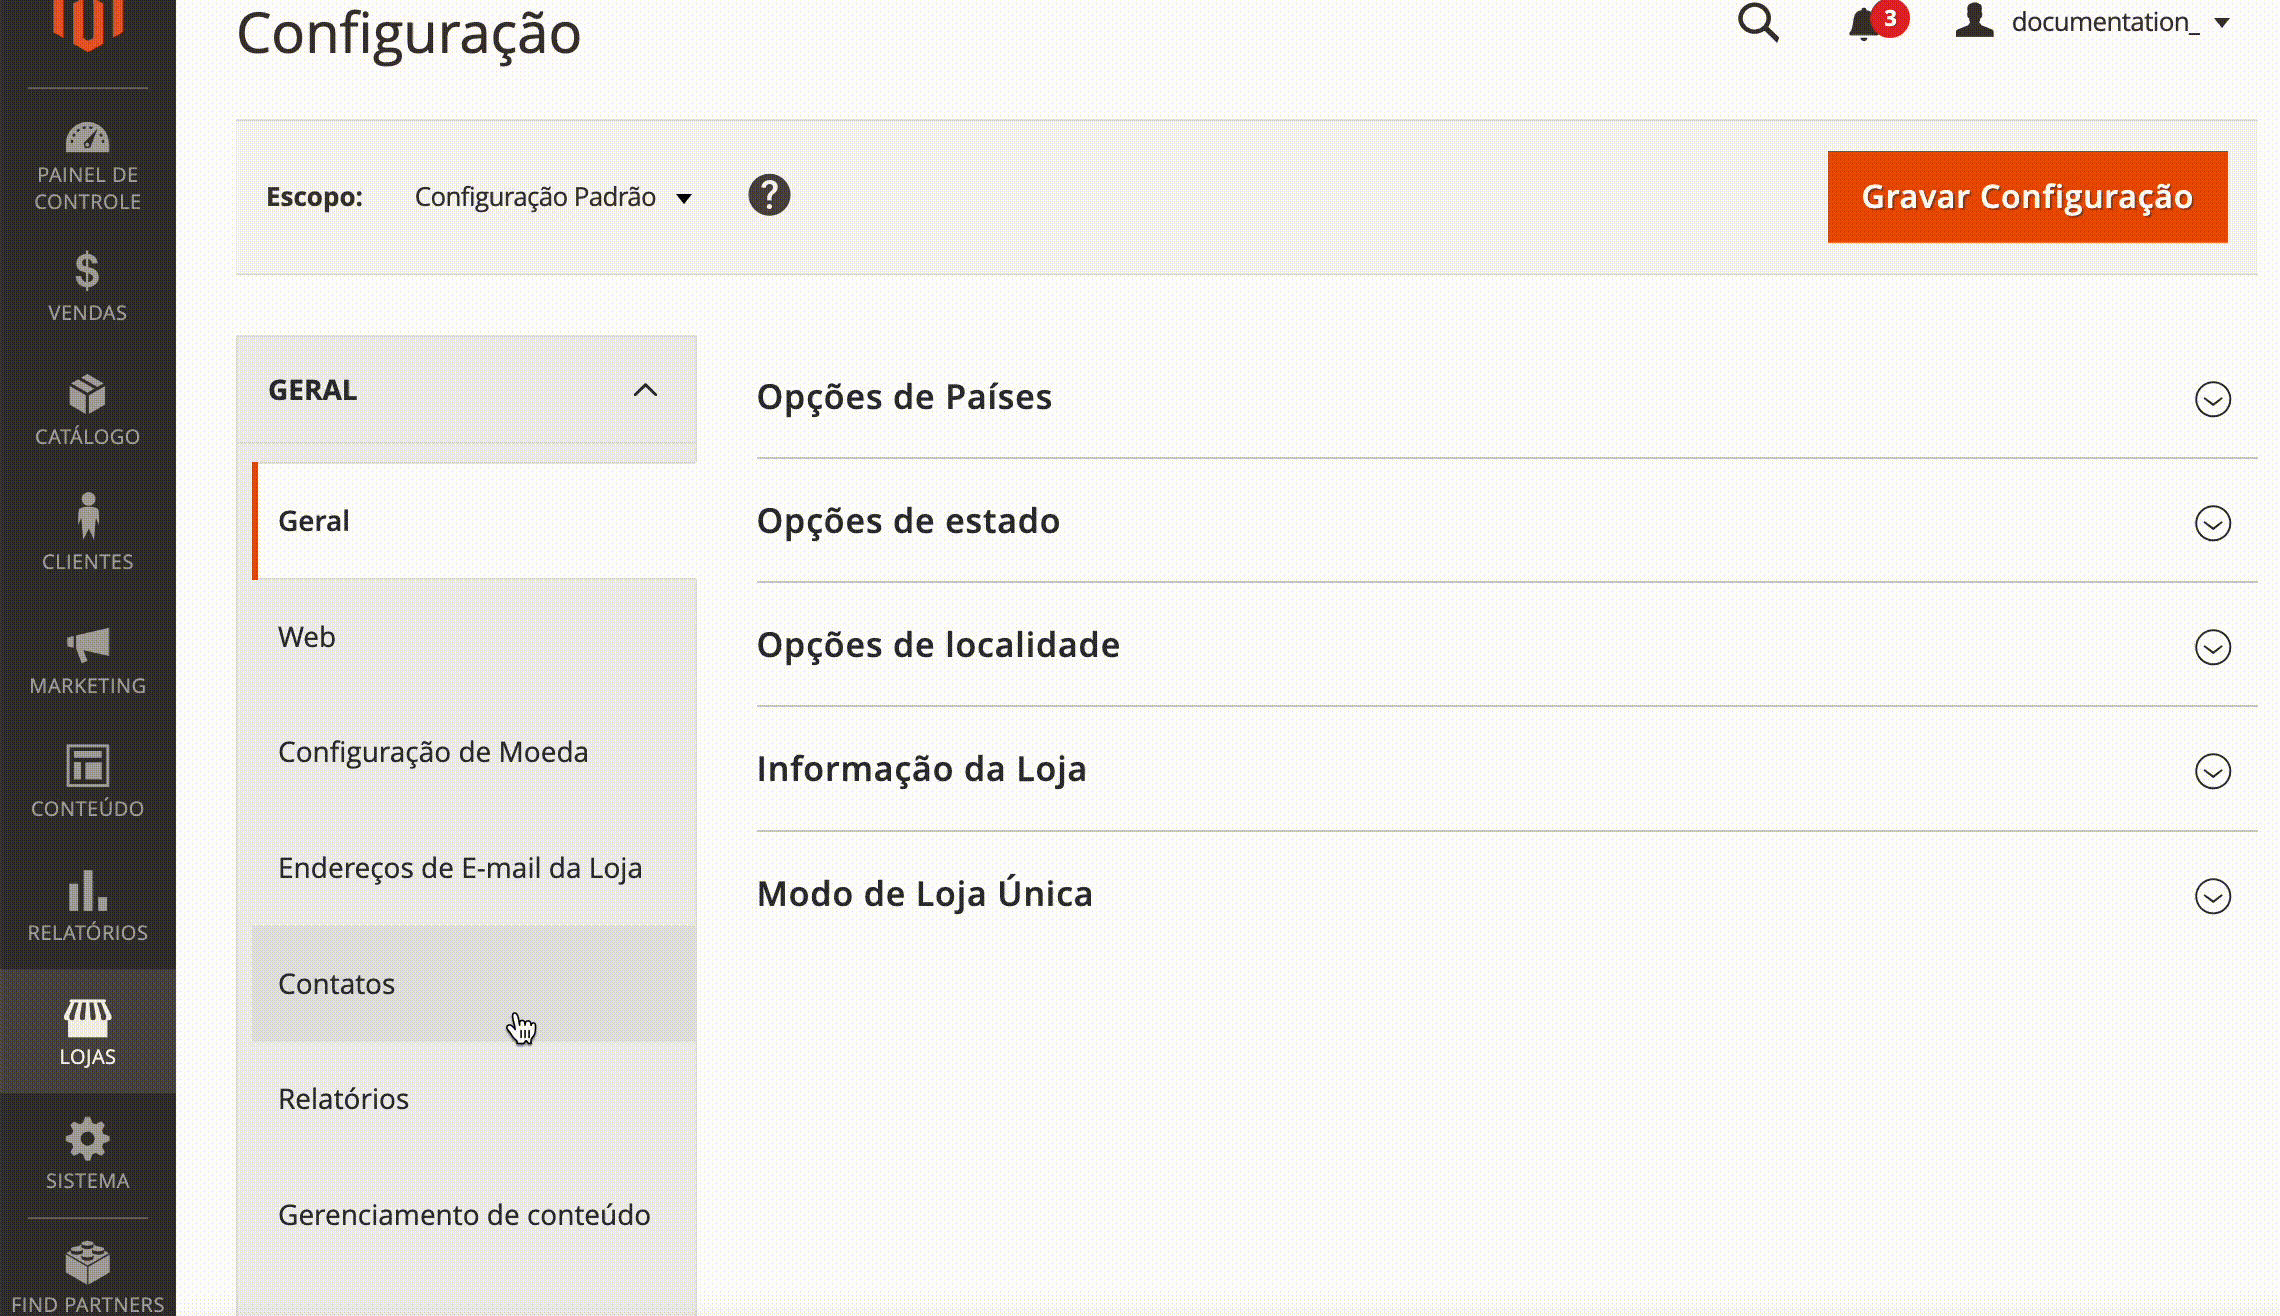 Configuração
3
documentation_
PAINEL DE
CONTROLE
VENDAS
CATÁLOGO
CLIENTES
MARKETING
CONTEÚDO
RELATÓRIOS
LOJAS
SISTEMA
FIND PARTNERS
Escopo: Configuração Padrão ?
Gravar Configuração
GERAL
Geral
Web
Configuração de Moeda
Endereços de E-mail da Loja
Contatos
Relatórios
Gerenciamento de conteúdo
Opções de Países
Opções de estado
Opções de localidade
Informação da Loja
Modo de Loja Única